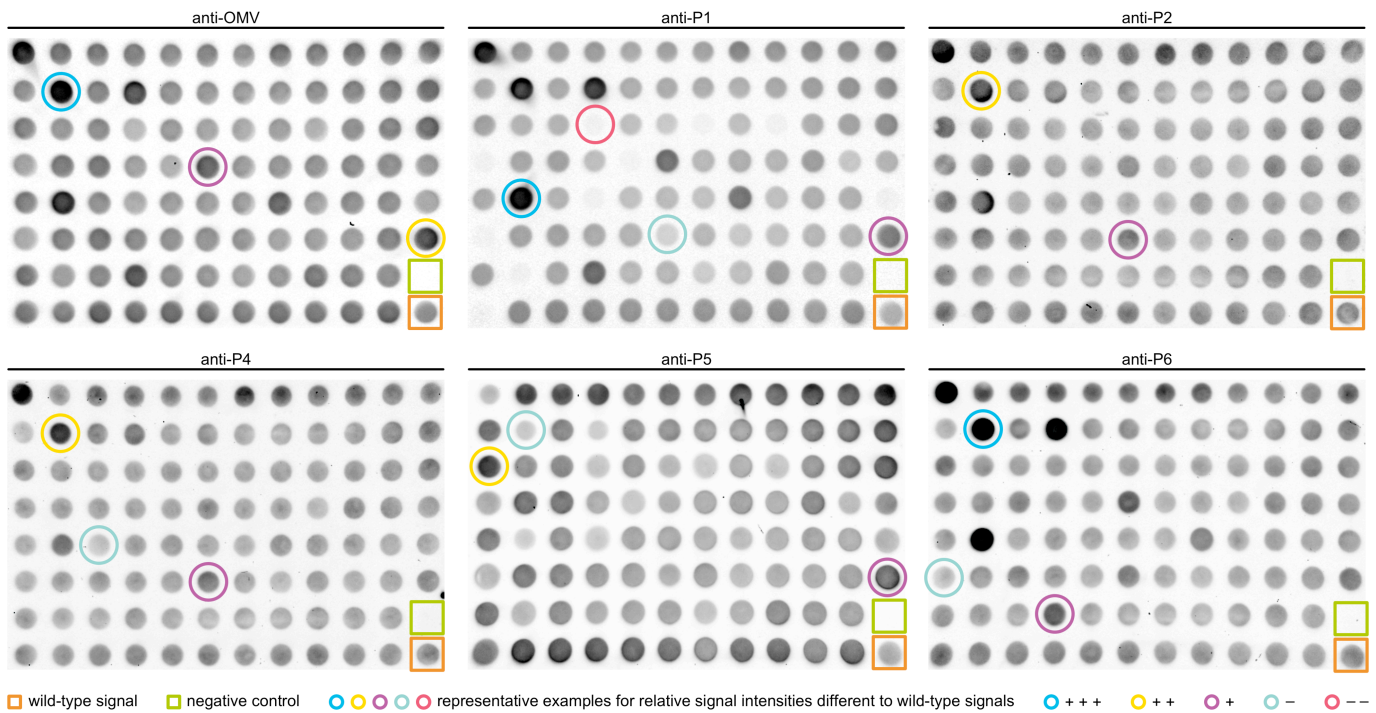 anti-OMV
anti-P1
anti-P2
anti-P4
anti-P5
anti-P6
wild-type signal negative control representative examples for relative signal intensities different to wild-type signals + + + + + + – – –